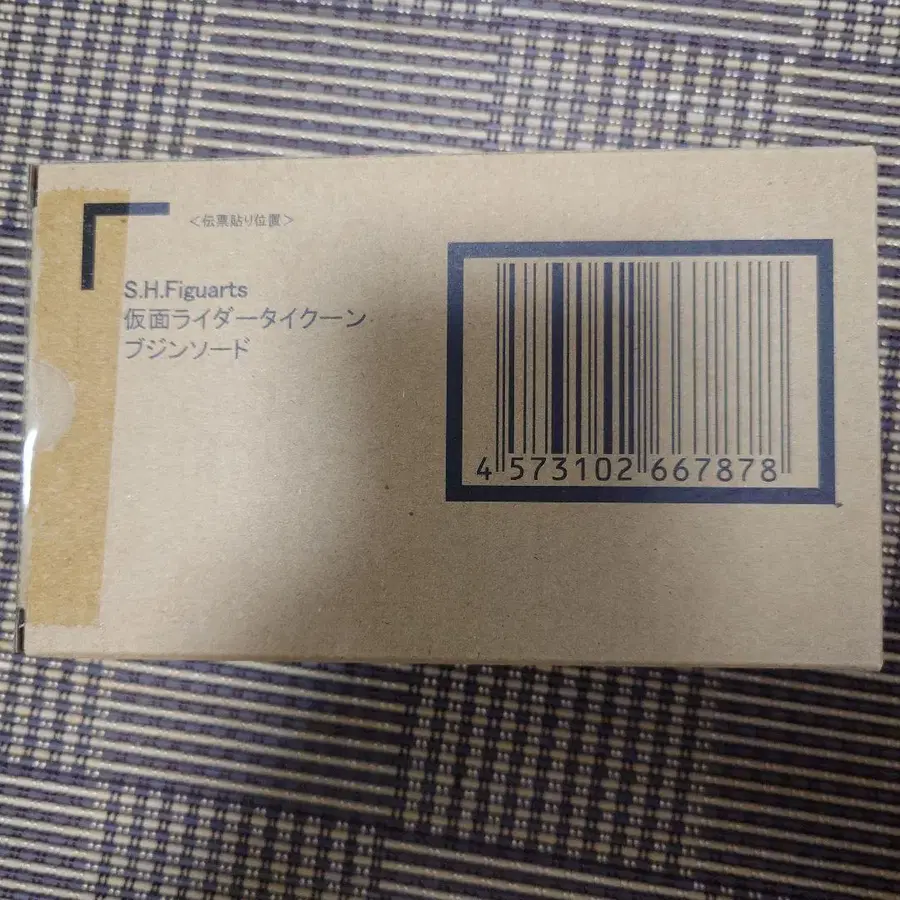 ＜伝票貼り位置＞
S.H.Figuarts
仮面ライダータイクーン
ブジンソード
4 573102 667878